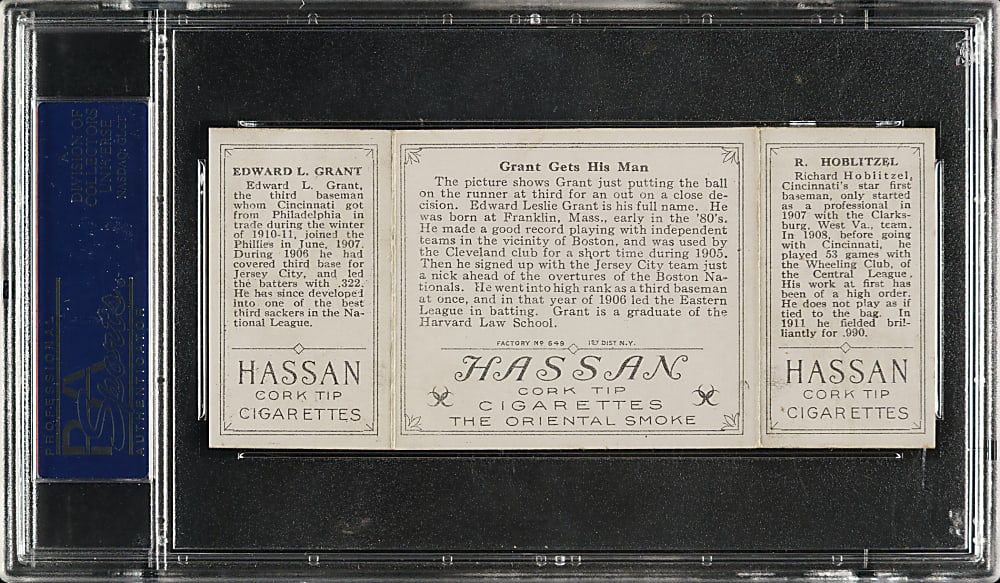 A
DIVISION OF
COLLECTORS
UNIVERSE
NASDAQ: CLCT
PROFESSIONAL
PSA
Sports
AUTHENTICATION
EDWARD L. GRANT
Edward L. Grant,
the third baseman
whom Cincinnati got
from Philadelphia in
trade during the winter
of 1910-11, joined the
Phillies in June, 1907.
During 1906 he had
covered third base for
Jersey City, and led
the batters with .322.
He has since developed
into one of the best
third sackers in the Na-
tional League.
HASSAN
CORK TIP
CIGARETTES
Grant Gets His Man
The picture shows Grant just putting the ball
on the runner at third for an out on a close de-
cision. Edward Leslie Grant is his full name. He
was born at Franklin, Mass., early in the '80's.
He made a good record playing with independent
teams in the vicinity of Boston, and was used by
the Cleveland club for a short time during 1905.
Then he signed up with the Jersey City team just
a nick ahead of the overtures of the Boston Na-
tionals. He went into high rank as a third baseman
at once, and in that year of 1906 led the Eastern
League in batting. Grant is a graduate of the
Harvard Law School.
FACTORY Nº 649 1ST DIST. N.Y.
HASSAN
CORK TIP
CIGARETTES
THE ORIENTAL SMOKE
R. HOBLITZEL
Richard Hoblitzel,
Cincinnati's star first
baseman, only started
as a professional in
1907 with the Clarks-
burg, West Va., team.
In 1908, before going
with Cincinnati, he
played 53 games with
the Wheeling Club, of
the Central League.
His work at first has
been of a high order.
He does not play as if
tied to the bag. In
1911 he fielded bril-
liantly for .990.
HASSAN
CORK TIP
CIGARETTES